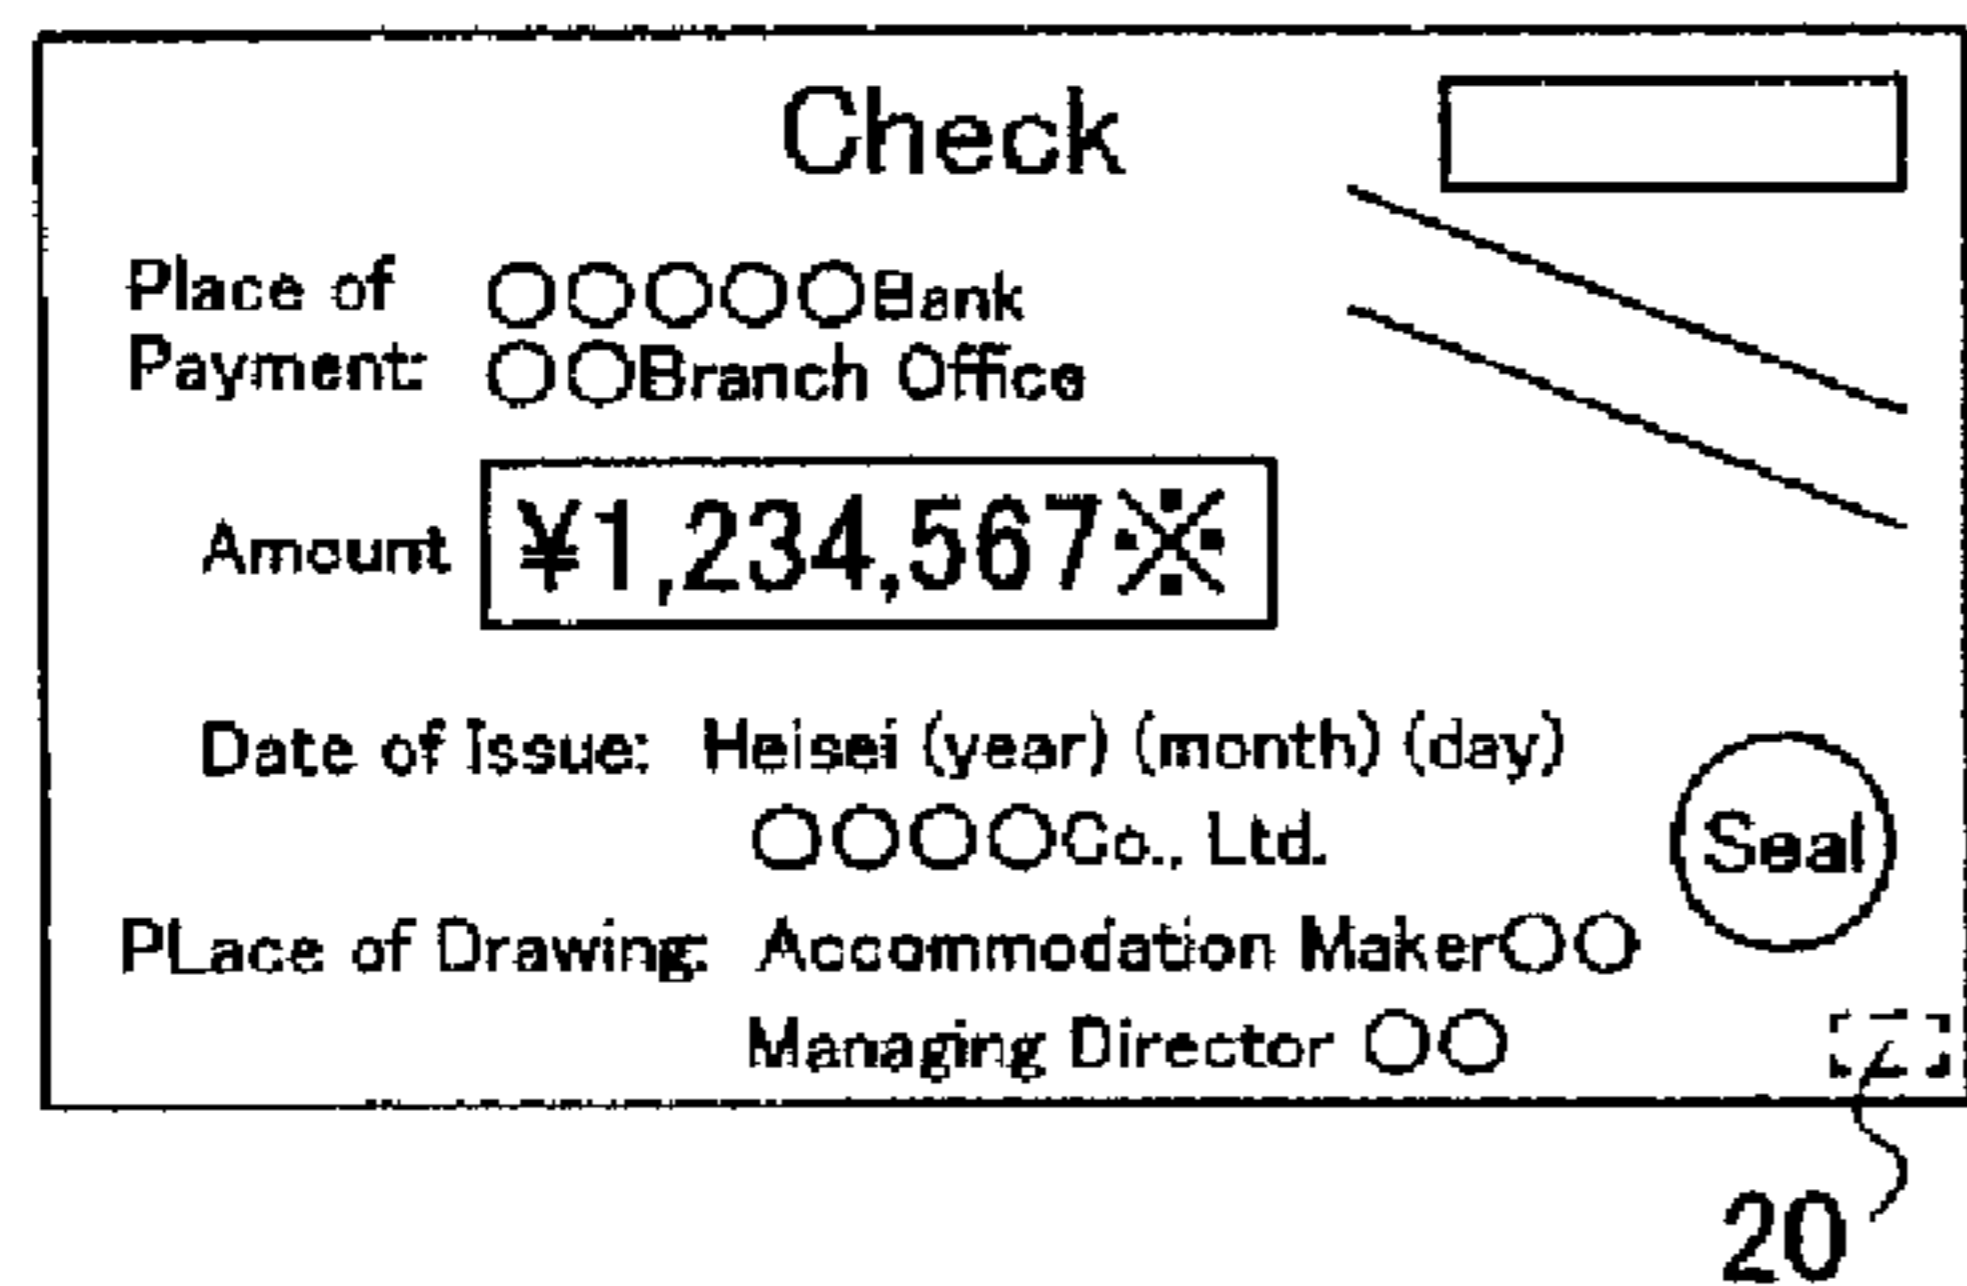 Check
Place of ○○○○○Bank
Payment: ○○Branch Office
Amount ¥1,234,567※
Date of Issue: Heisei (year) (month) (day)
○○○○Co., Ltd.
Seal
PLace of Drawing: Accommodation Maker○○
Managing Director ○○
20